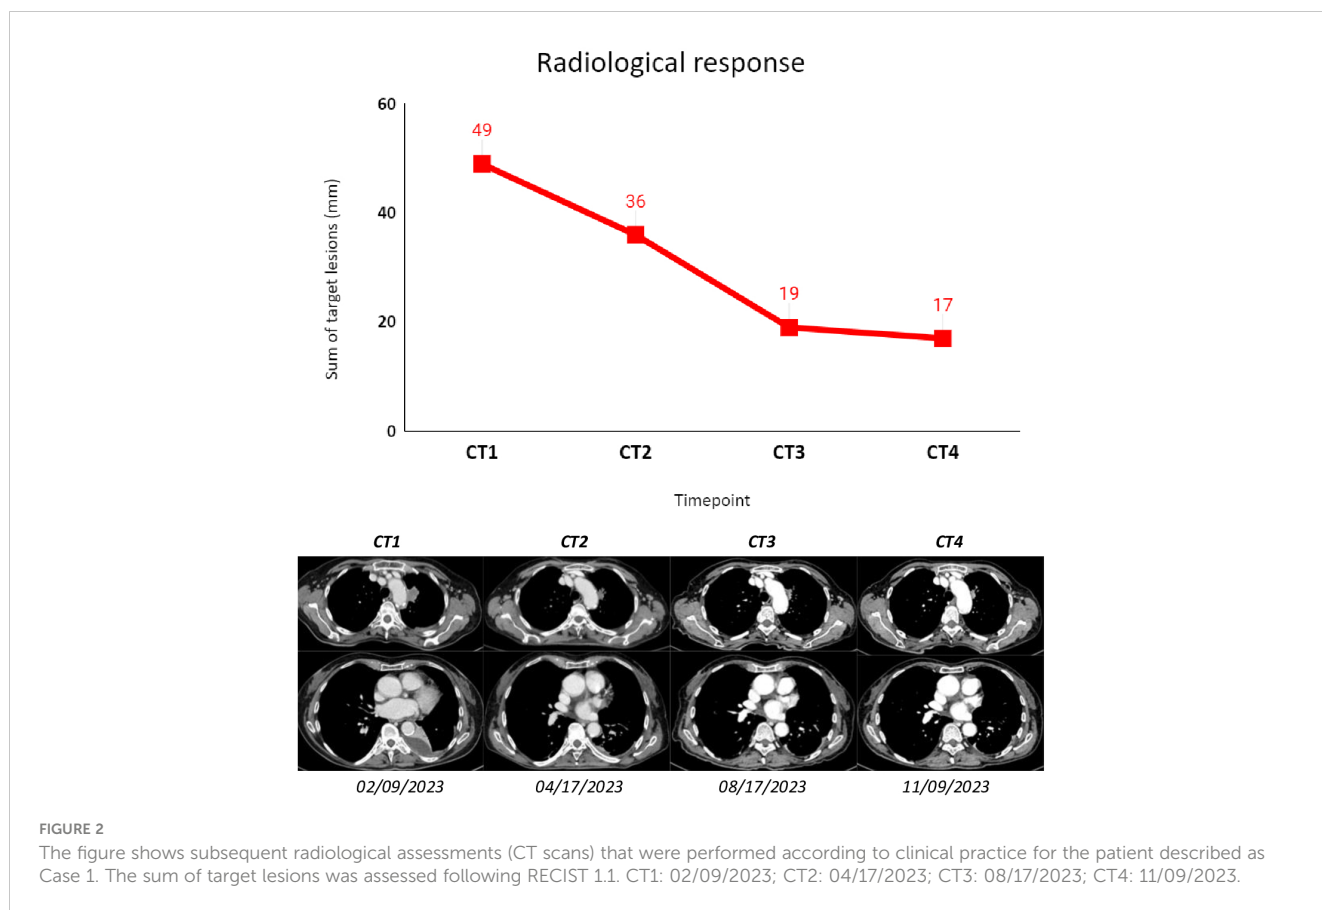 Radiological response
60
49
36
40
19
17
20
0
Sum of target lesions (mm)
CT1 CT2 CT3 CT4
Timepoint
CT1 CT2 CT3 CT4
02/09/2023 04/17/2023 08/17/2023 11/09/2023
FIGURE 2
The figure shows subsequent radiological assessments (CT scans) that were performed according to clinical practice for the patient described as
Case 1. The sum of target lesions was assessed following RECIST 1.1. CT1: 02/09/2023; CT2: 04/17/2023; CT3: 08/17/2023; CT4: 11/09/2023.